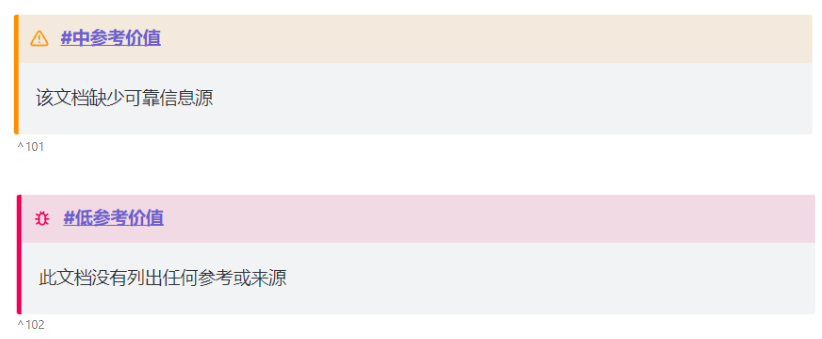 #中参考价值
该文档缺少可靠信息源
^101
#低参考价值
此文档没有列出任何参考或来源
^102